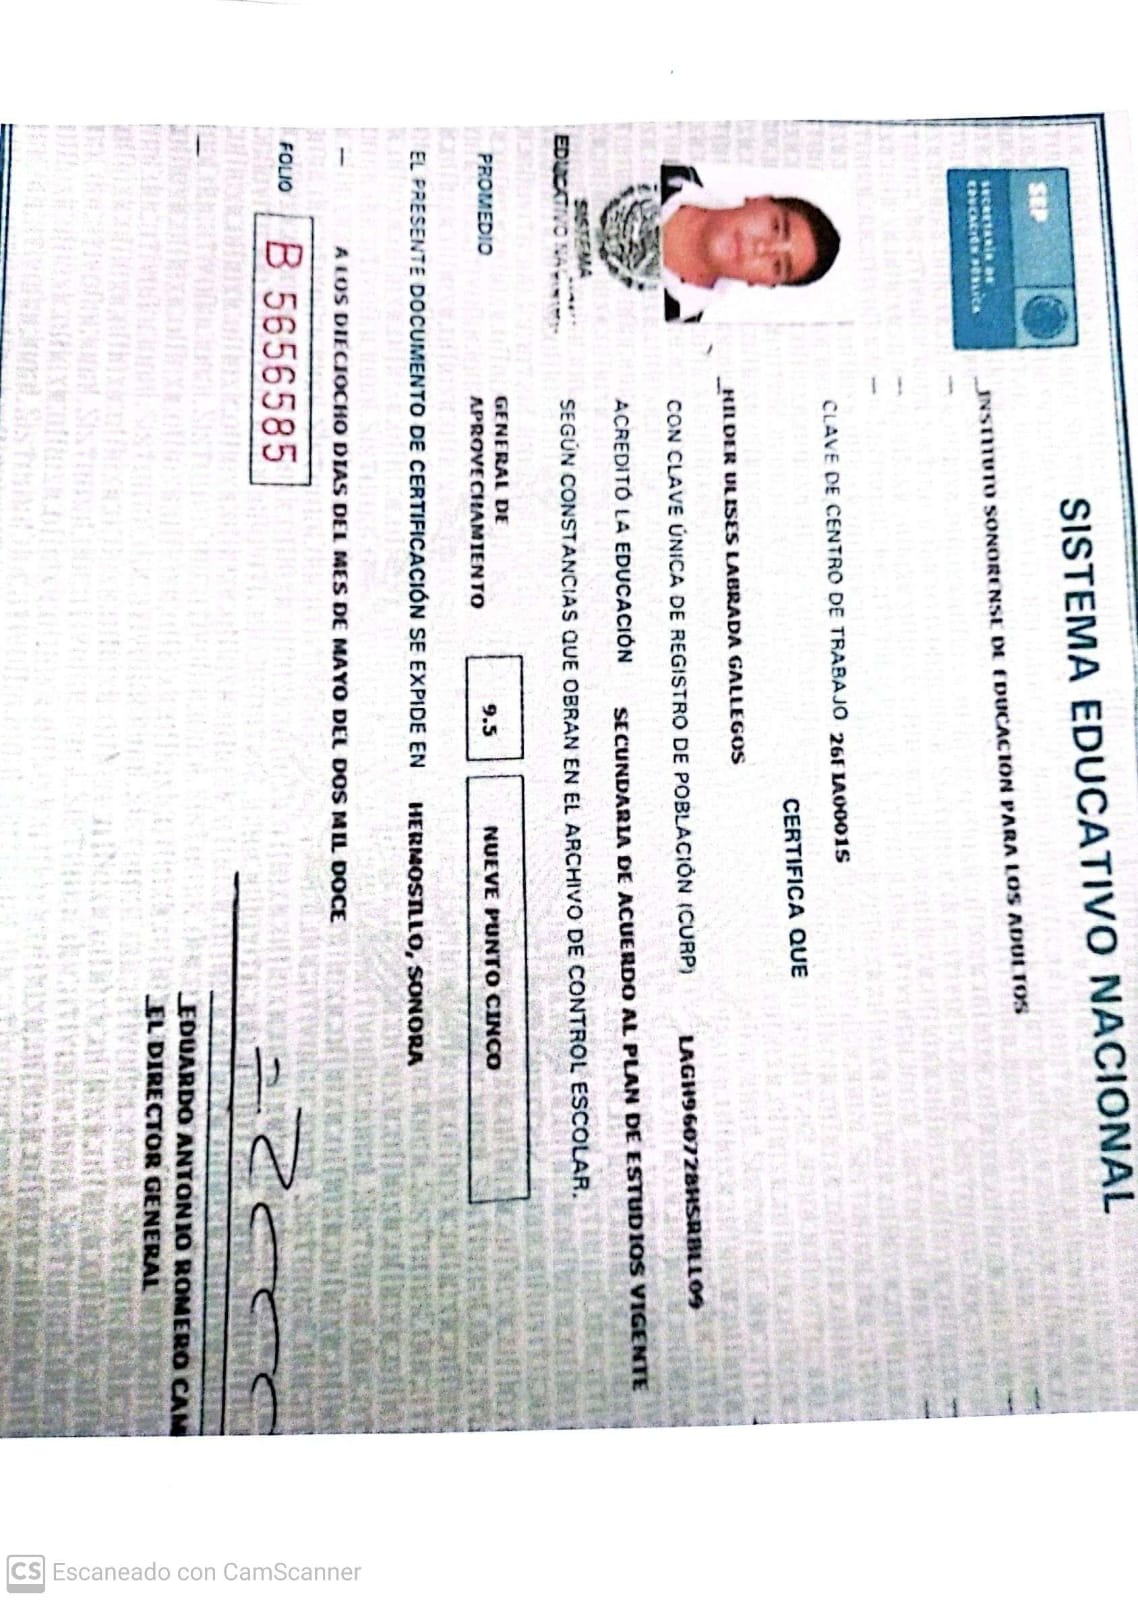 SISTEMA EDUCATIVO NACIONAL
SEP
SECRETARÍA DE
EDUCACIÓN PÚBLICA
INSTITUTO SONORENSE DE EDUCACION PARA LOS ADULTOS
CLAVE DE CENTRO DE TRABAJO 26FIA0001S
CERTIFICA QUE
HILDER ULISES LABRADA GALLEGOS
CON CLAVE ÚNICA DE REGISTRO DE POBLACIÓN (CURP) LAGH960728HSRBLL09
ACREDITÓ LA EDUCACIÓN SECUNDARIA DE ACUERDO AL PLAN DE ESTUDIOS VIGENTE
SEGÚN CONSTANCIAS QUE OBRAN EN EL ARCHIVO DE CONTROL ESCOLAR.
SISTEMA
EDUCATIVO
PROMEDIO GENERAL DE
APROVECHAMIENTO 9.5 NUEVE PUNTO CINCO
EL PRESENTE DOCUMENTO DE CERTIFICACIÓN SE EXPIDE EN HERMOSILLO, SONORA
A LOS DIECIOCHO DIAS DEL MES DE MAYO DEL DOS MIL DOCE
FOLIO B 5656585
EDUARDO ANTONIO ROMERO CAM
EL DIRECTOR GENERAL
CS Escaneado con CamScanner